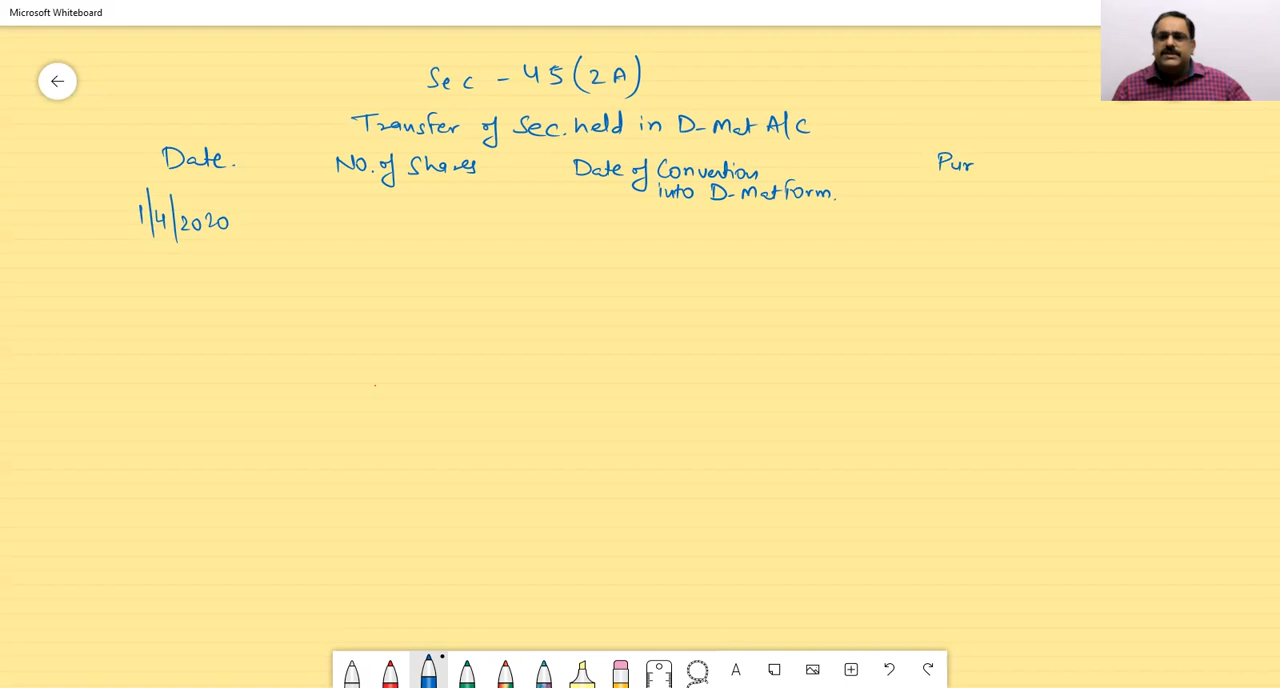 Microsoft Whiteboard
Sec - 45(2A)
Transfer of Sec. held in D-Mat A/C
Date. No. of Shares Date of Convertion Pur
into D-Mat form.
1/4/2020
A